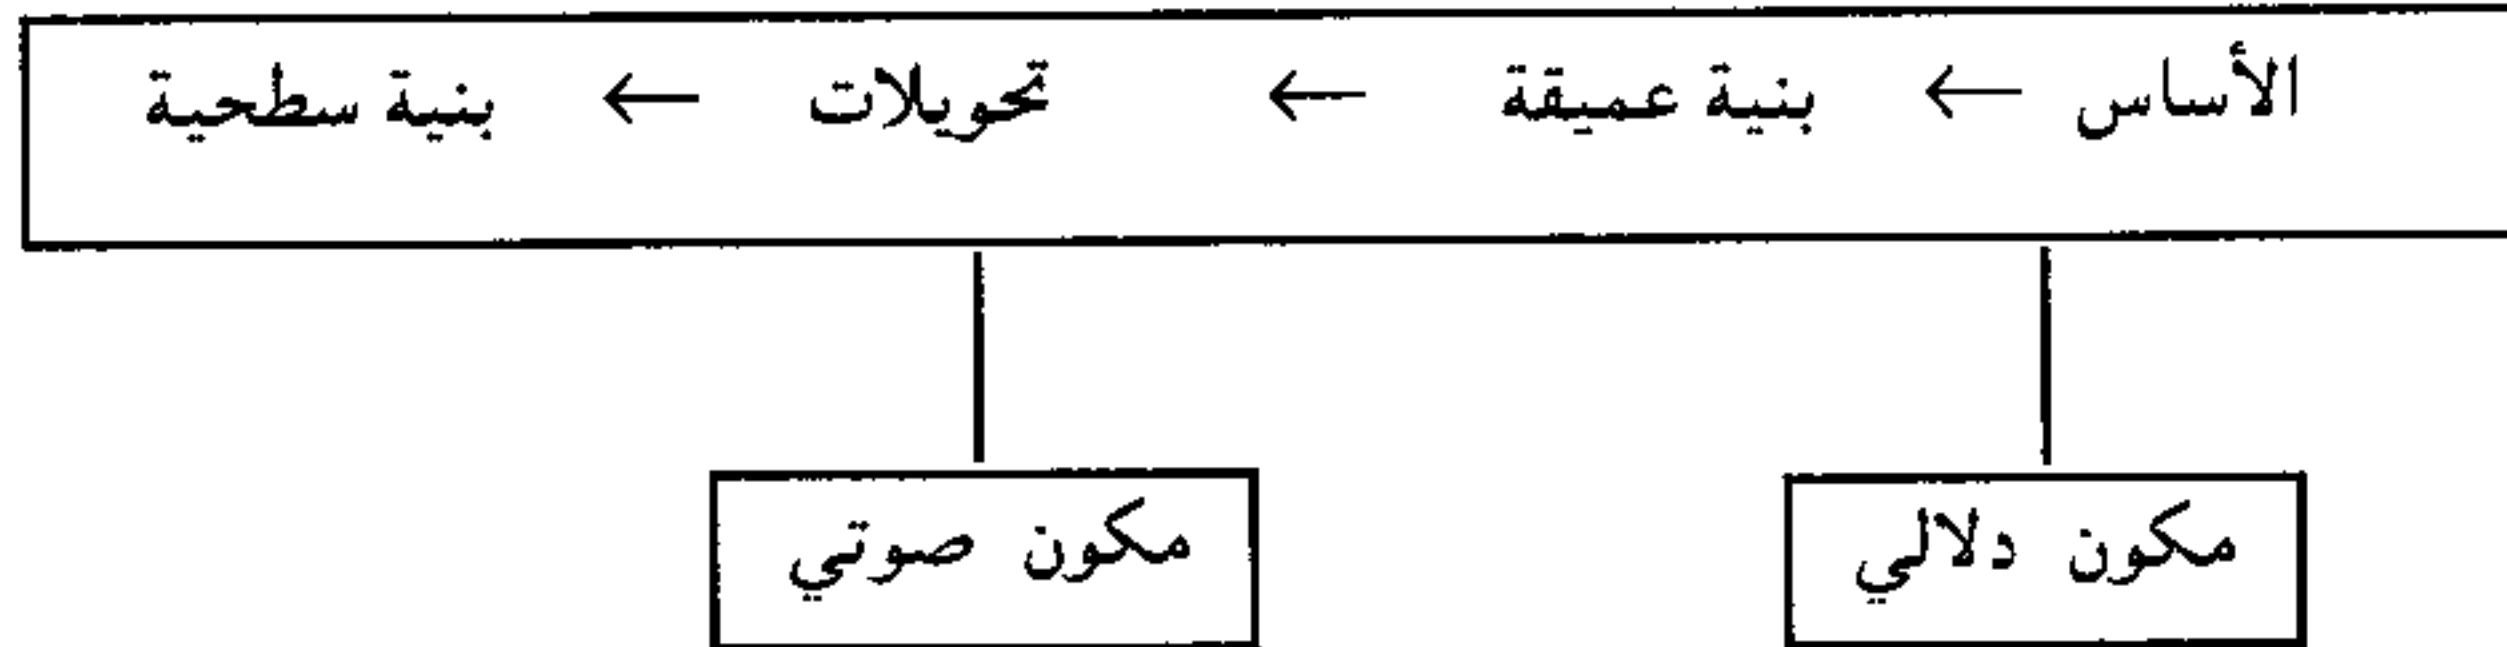 الأساس ← بنية عميقة ← تحويلات ← بنية سطحية
مكون دلالي
مكون صوتي